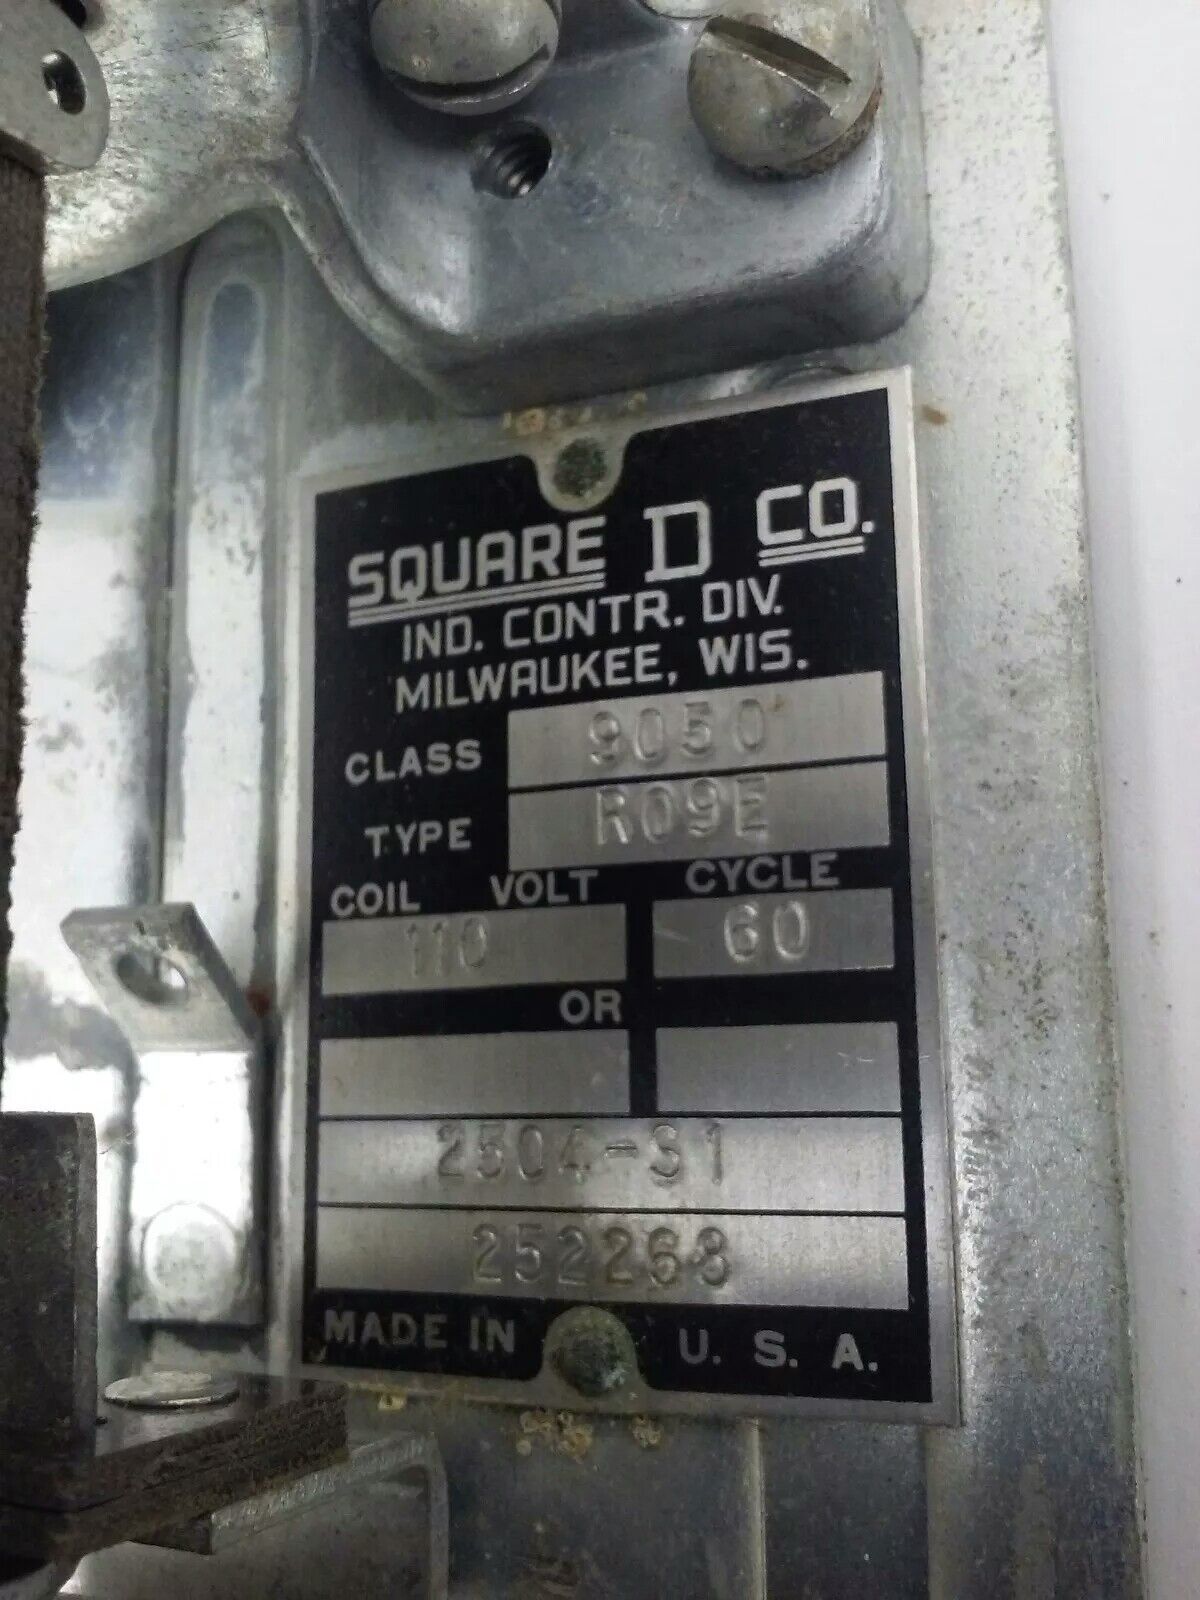 SQUARE D CO.
IND. CONTR. DIV.
MILWAUKEE, WIS.
CLASS 9050
TYPE R09E
COIL VOLT CYCLE
110 60
OR
2504-S1
252268
MADE IN U. S. A.